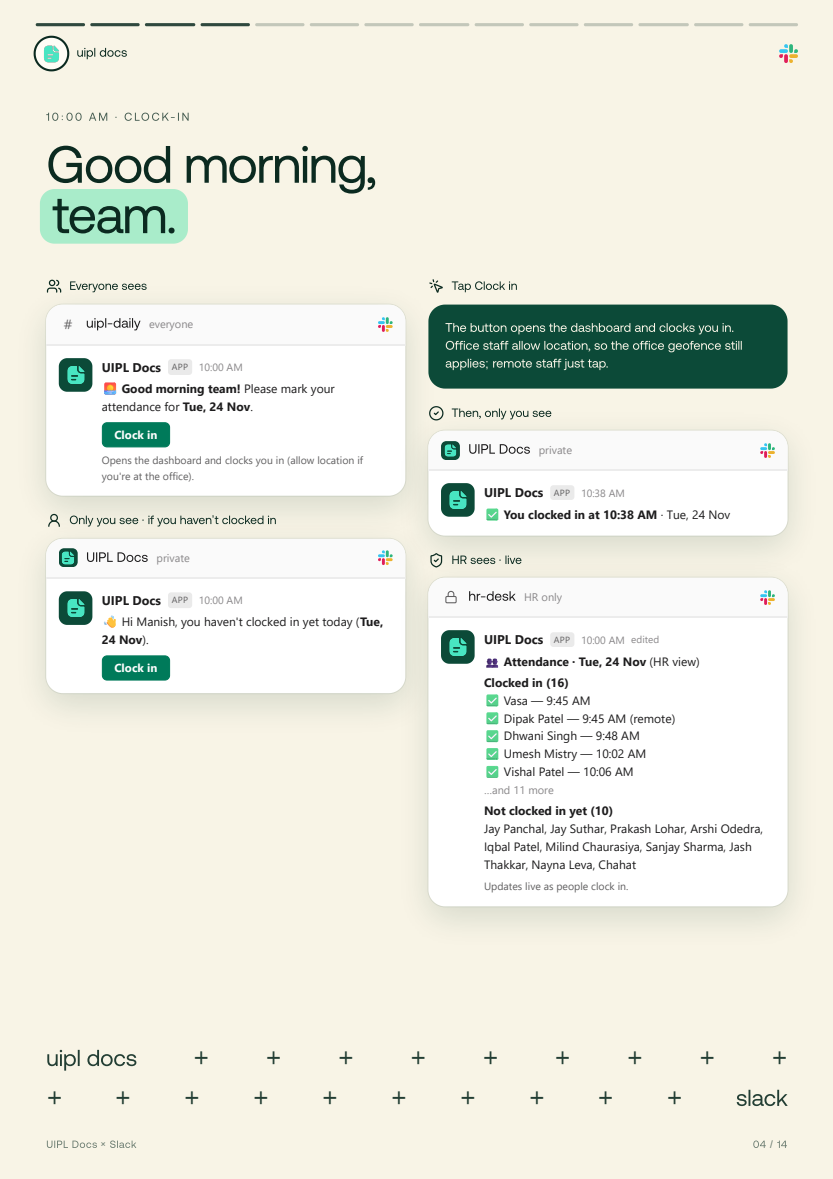 uipl docs
10:00 AM · CLOCK-IN
Good morning,
team.
Everyone sees
# uipl-daily everyone
UIPL Docs APP 10:00 AM
🌅 Good morning team! Please mark your
attendance for Tue, 24 Nov.
Clock in
Opens the dashboard and clocks you in (allow location if
you're at the office).
Only you see · if you haven't clocked in
UIPL Docs private
UIPL Docs APP 10:00 AM
👋 Hi Manish, you haven't clocked in yet today (Tue,
24 Nov).
Clock in
Tap Clock in
The button opens the dashboard and clocks you in.
Office staff allow location, so the office geofence still
applies; remote staff just tap.
Then, only you see
UIPL Docs private
UIPL Docs APP 10:38 AM
✅ You clocked in at 10:38 AM · Tue, 24 Nov
HR sees · live
hr-desk HR only
UIPL Docs APP 10:00 AM edited
👥 Attendance · Tue, 24 Nov (HR view)
Clocked in (16)
✅ Vasa — 9:45 AM
✅ Dipak Patel — 9:45 AM (remote)
✅ Dhwani Singh — 9:48 AM
✅ Umesh Mistry — 10:02 AM
✅ Vishal Patel — 10:06 AM
…and 11 more
Not clocked in yet (10)
Jay Panchal, Jay Suthar, Prakash Lohar, Arshi Odedra,
Iqbal Patel, Milind Chaurasiya, Sanjay Sharma, Jash
Thakkar, Nayna Leva, Chahat
Updates live as people clock in.
uipl docs + + + + + + + + +
+ + + + + + + + + + slack
UIPL Docs × Slack
04 / 14